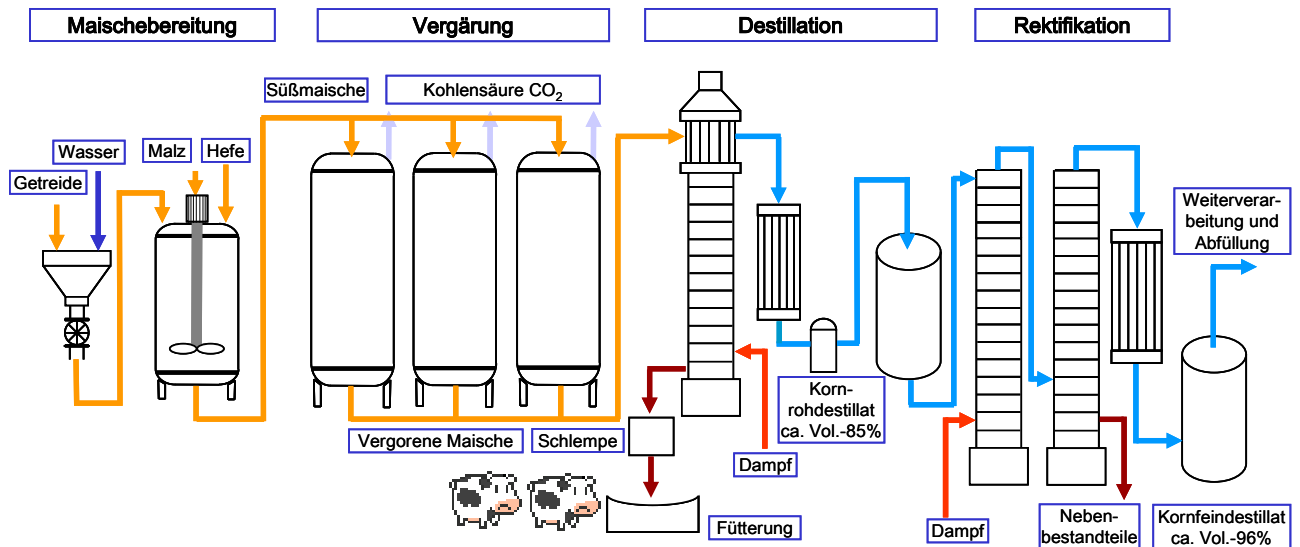 Maischebereitung
Vergärung
Destillation
Rektifikation
Süßmaische
Kohlensäure CO₂
Wasser
Malz
Hefe
Getreide
Weiterverar-
beitung und
Abfüllung
Korn-
rohdestillat
ca. Vol.-85%
Vergorene Maische
Schlempe
Dampf
Fütterung
Dampf
Neben-
bestandteile
Kornfeindestillat
ca. Vol.-96%